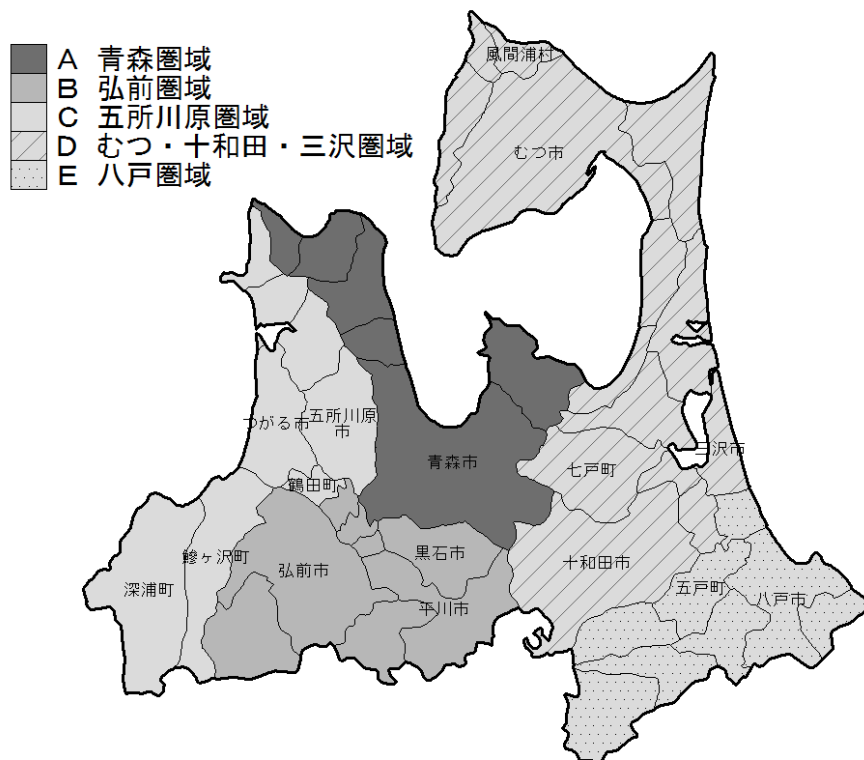 A 青森圏域
B 弘前圏域
C 五所川原圏域
D むつ・十和田・三沢圏域
E 八戸圏域
風間浦村
むつ市
つがる市
五所川原
市
青森市
七戸町
三沢市
鶴田町
黒石市
十和田市
鰺ヶ沢町
弘前市
深浦町
平川市
五戸町
八戸市